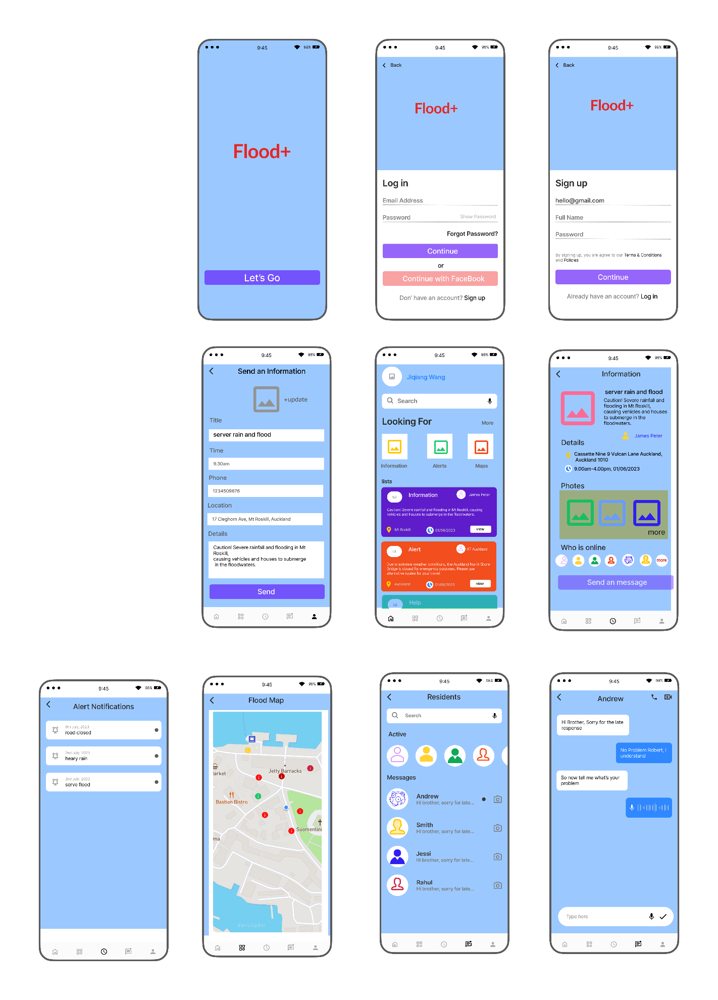 9:45
98%
Flood+
Let's Go
9:45
98%
Back
Flood+
Log in
Email Address
Password
Show Password
Forgot Password?
Continue
or
Continue with FaceBook
Don' have an account? Sign up
9:45
98%
Back
Flood+
Sign up
hello@gmail.com
Full Name
Password
By signing up, you are agree to our Terms & Conditions
and Policies
Continue
Already have an account? Log in
9:45
98%
Send an Information
+update
Title
server rain and flood
Time
9.30am
Phone
1234509876
Location
17 Cleghorn Ave, Mt Roskill, Auckland
Details
Caution! Severe rainfall and flooding in Mt
Roskill,
causing vehicles and houses to submerge
in the floodwaters.
Send
9:45
98%
Jiqiang Wang
Search
Looking For
More
Information
Alerts
Maps
lists
Information
James Peter
Caution! Severe rainfall and flooding in Mt Roskill, causing
vehicles and houses to submerge in the floodwaters.
Mt Roskill
01/06/2023
view
Alert
AT Auckland
Due to extreme weather conditions, the Auckland North Shore
Bridge is closed for emergency purposes. Please use
alternative routes for your travel
Auckland
01/06/2023
view
Help
9:45
98%
Information
server rain and flood
Caution! Severe rainfall and
flooding in Mt Roskill,
causing vehicles and houses
to submerge in the
floodwaters.
James Peter
Details
Cassette Nine 9 Vulcan Lane Auckland,
Auckland 1010
9.00am-4.00pm, 01/06/2023
Photes
more
Who is online
more
Send an message
9:45
98%
Alert Notifications
8th July, 2023
road closed
2nd July, 2023
heary rain
2nd July, 2023
serve flood
9:45
98%
Flood Map
Jetty Barracks
larket
Bastion Bistro
Suomenlinn
ma
Varvilahti
9:45
98%
Residents
Search
Active
Messages
Andrew
Hi brother, sorry for late...
Smith
Hi brother, sorry for late...
Jessi
Hi brother, sorry for late...
Rahul
Hi brother, sorry for late...
9:45
98%
Andrew
Hi Brother, Sorry for the late
response
No Problem Robert, I
understand
So now tell me what's your
problem
Type here